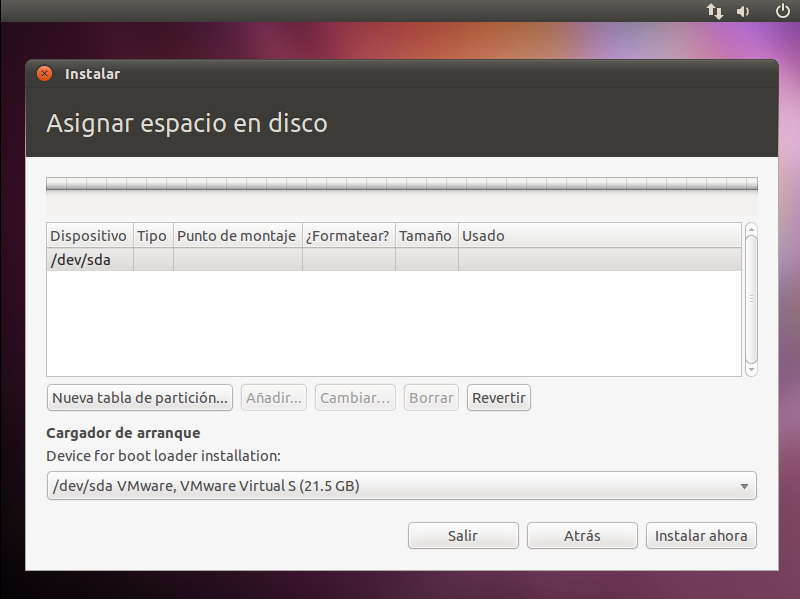 Instalar
Asignar espacio en disco
Dispositivo Tipo Punto de montaje ¿Formatear? Tamaño Usado
/dev/sda
Nueva tabla de partición... Añadir... Cambiar... Borrar Revertir
Cargador de arranque
Device for boot loader installation:
/dev/sda VMware, VMware Virtual S (21.5 GB)
Salir Atrás Instalar ahora